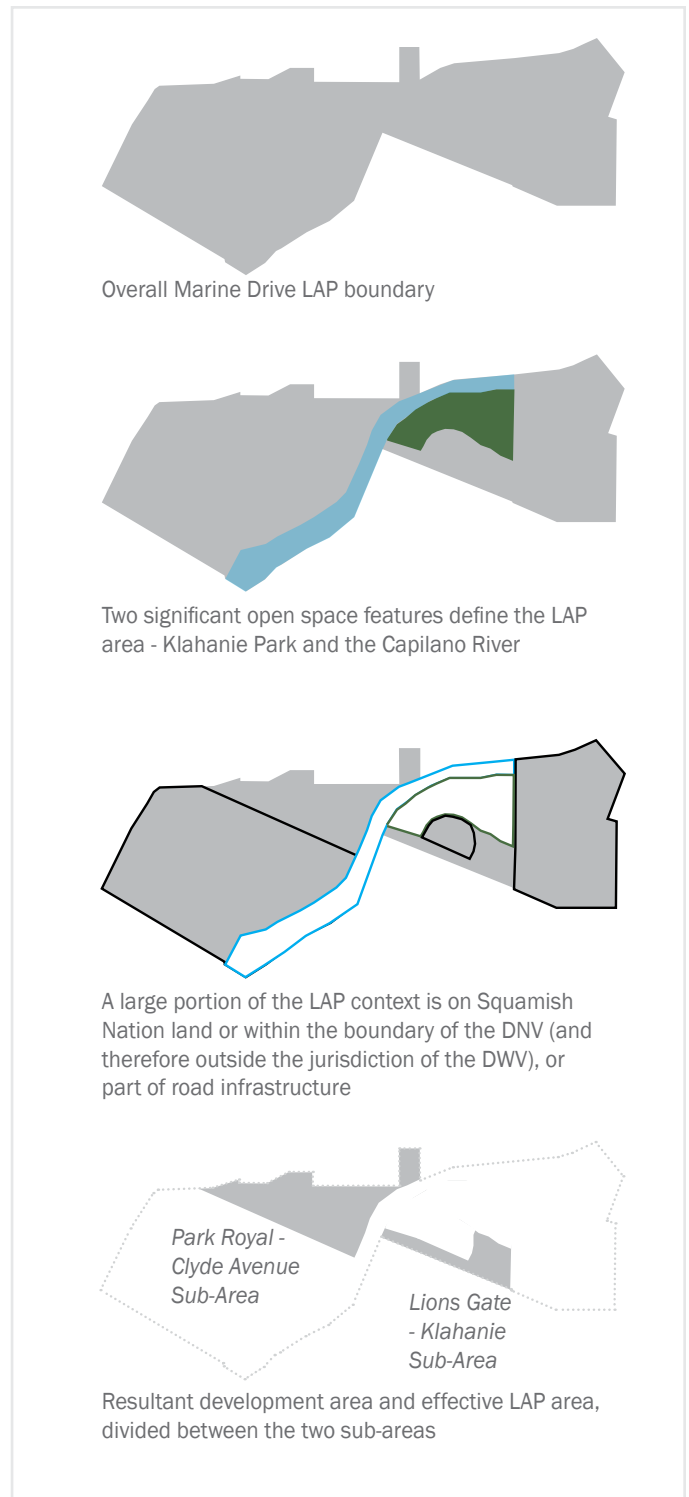 Overall Marine Drive LAP boundary
Two significant open space features define the LAP
area - Klahanie Park and the Capilano River
A large portion of the LAP context is on Squamish
Nation land or within the boundary of the DNV (and
therefore outside the jurisdiction of the DWV), or
part of road infrastructure
Park Royal -
Clyde Avenue
Sub-Area
Lions Gate
- Klahanie
Sub-Area
Resultant development area and effective LAP area,
divided between the two sub-areas